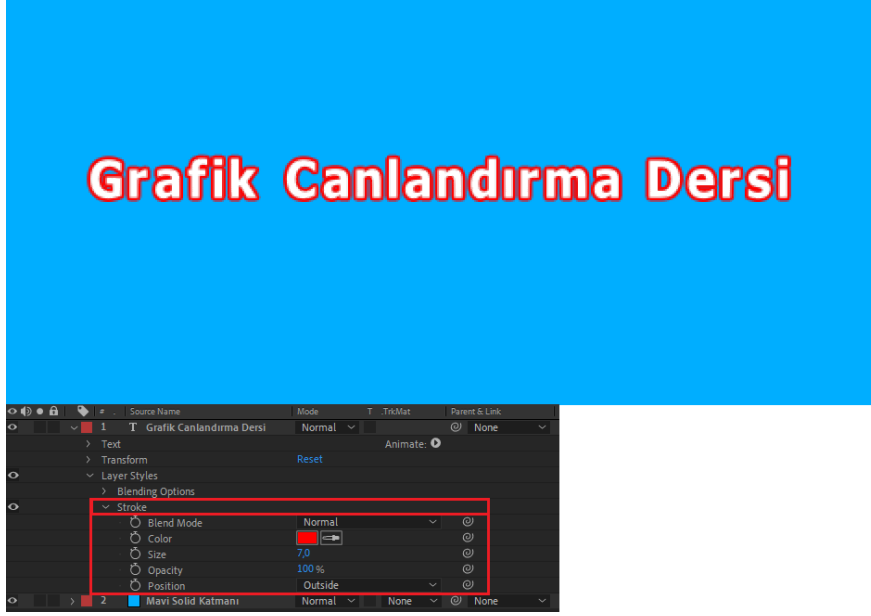 Grafik Canlandırma Dersi
# . Source Name Mode T .TrkMat Parent & Link
1 T Grafik Canlandırma Dersi Normal None
Text Animate:
Transform Reset
Layer Styles
Blending Options
Stroke
Blend Mode Normal
Color
Size 7,0
Opacity 100 %
Position Outside
2 Mavi Solid Katmanı Normal None None